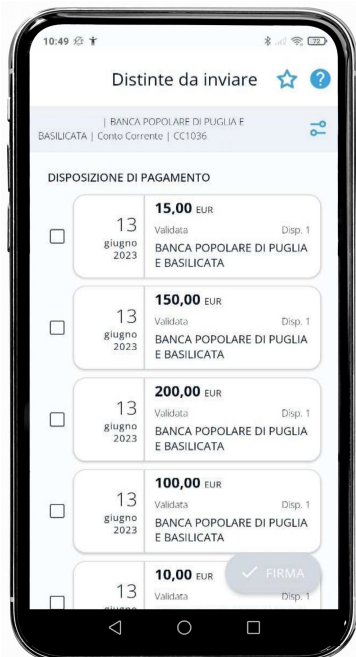 10:49
72
Distinte da inviare
| BANCA POPOLARE DI PUGLIA E
BASILICATA | Conto Corrente | CC1036
DISPOSIZIONE DI PAGAMENTO
13
giugno
2023
15,00 EUR
Validata Disp. 1
BANCA POPOLARE DI PUGLIA
E BASILICATA
13
giugno
2023
150,00 EUR
Validata Disp. 1
BANCA POPOLARE DI PUGLIA
E BASILICATA
13
giugno
2023
200,00 EUR
Validata Disp. 1
BANCA POPOLARE DI PUGLIA
E BASILICATA
13
giugno
2023
100,00 EUR
Validata Disp. 1
BANCA POPOLARE DI PUGLIA
E BASILICATA
13
giugno
10,00 EUR
Validata Disp. 1
FIRMA